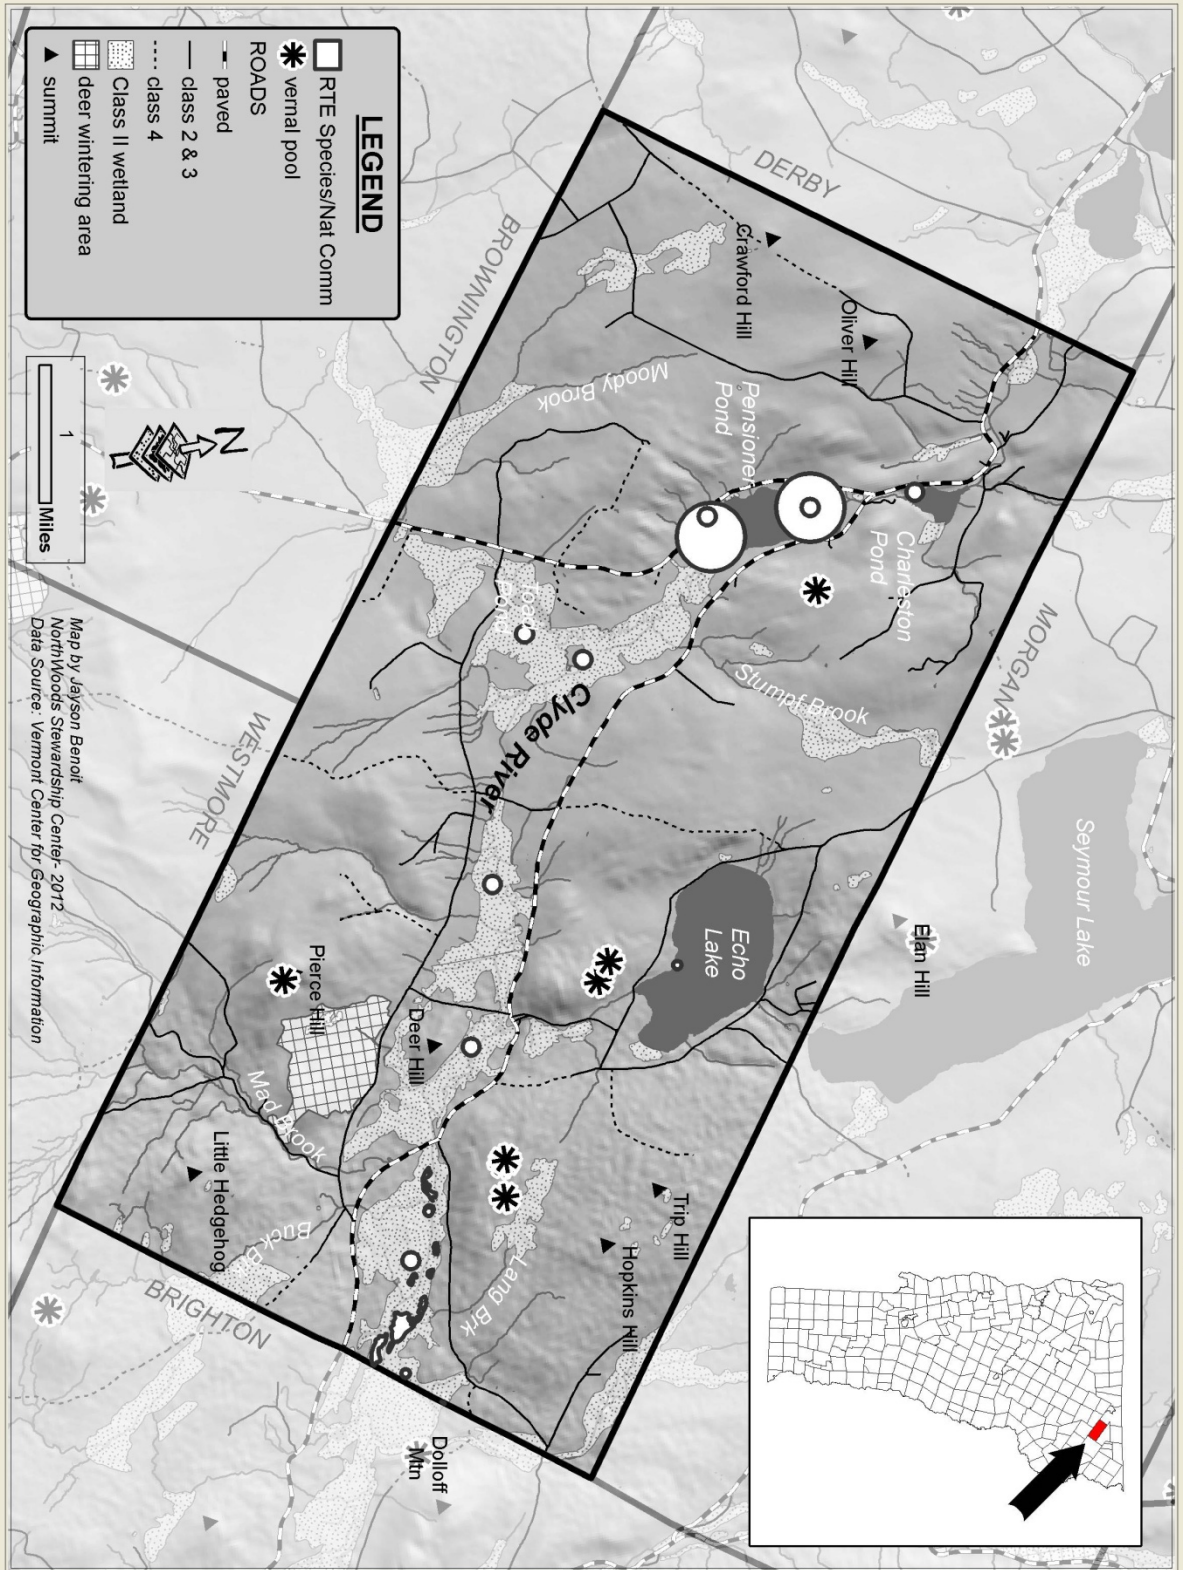 LEGEND
RTE Species/Nat Comm
vernal pool
ROADS
paved
class 2 & 3
class 4
Class II wetland
deer wintering area
summit
1
Miles
N
Map by Jayson Benoit
NorthWoods Stewardship Center- 2012
Data Source: Vermont Center for Geographic Information
DERBY
BROWNINGTON
MORGAN
WESTMORE
BRIGHTON
Crawford Hill
Oliver Hill
Moody Brook
Pensioner
Pond
Charleston
Pond
Toad
Pond
Clyde River
Stumpf Brook
Echo
Lake
Seymour Lake
Elan Hill
Pierce Hill
Deer Hill
Mad Brook
Little Hedgehog
Buck Brk
Lang Brk
Trip Hill
Hopkins Hill
Dolloff
Mtn